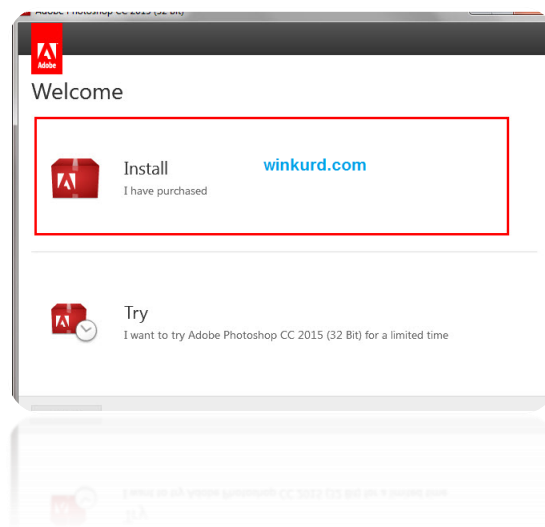 Adobe Photoshop CC 2015 (32 Bit)
Adobe
Welcome
Install
winkurd.com
I have purchased
Try
I want to try Adobe Photoshop CC 2015 (32 Bit) for a limited time